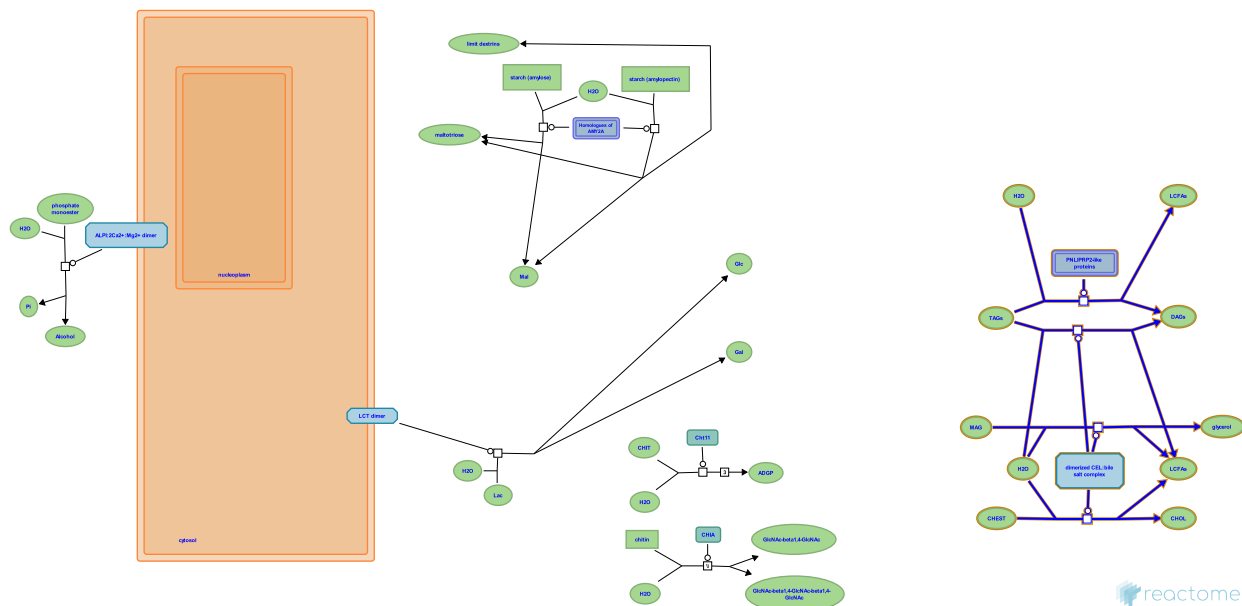 limit dextrins
starch (amylose)
starch (amylopectin)
H2O
Homologues of
AMY2A
maltotriose
phosphate
monoester
H2O
ALPI:2Ca2+:Mg2+ dimer
Pi
Alcohol
nucleoplasm
cytosol
Mal
Glc
Gal
LCT dimer
H2O
Lac
CHIT
Cht11
H2O
3
ADGP
chitin
CHIA
H2O
GlcNAc-beta1,4-GlcNAc
GlcNAc-beta1,4-GlcNAc-beta1,4-
GlcNAc
H2O
LCFAs
PNLIPRP2-like
proteins
TAGs
DAGs
MAG
glycerol
H2O
dimerized CEL:bile
salt complex
LCFAs
CHEST
CHOL
reactome